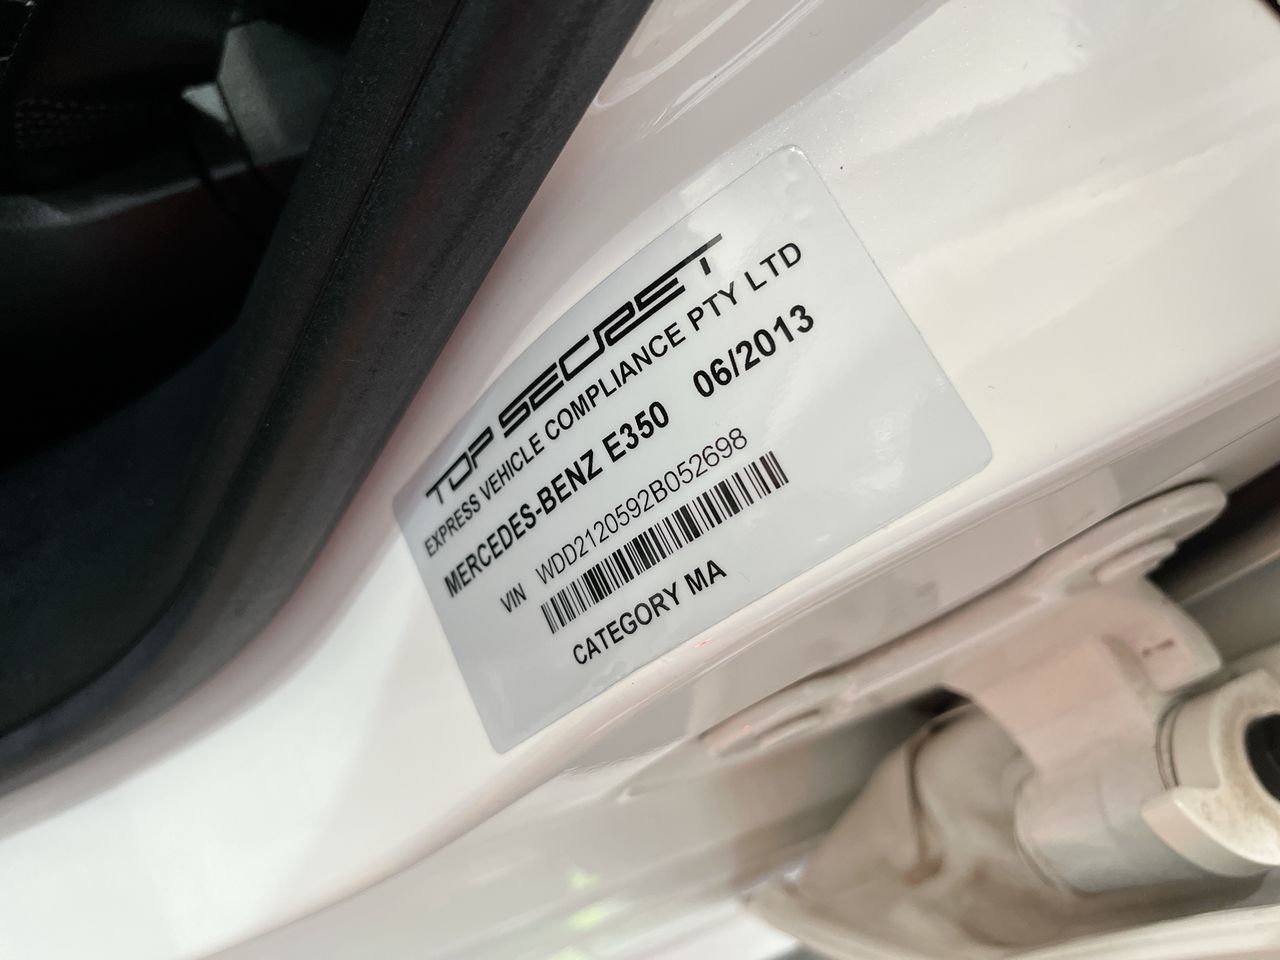 TOP SECRET
EXPRESS VEHICLE COMPLIANCE PTY LTD
MERCEDES-BENZ E350 06/2013
VIN WDD2120592B052698
CATEGORY MA